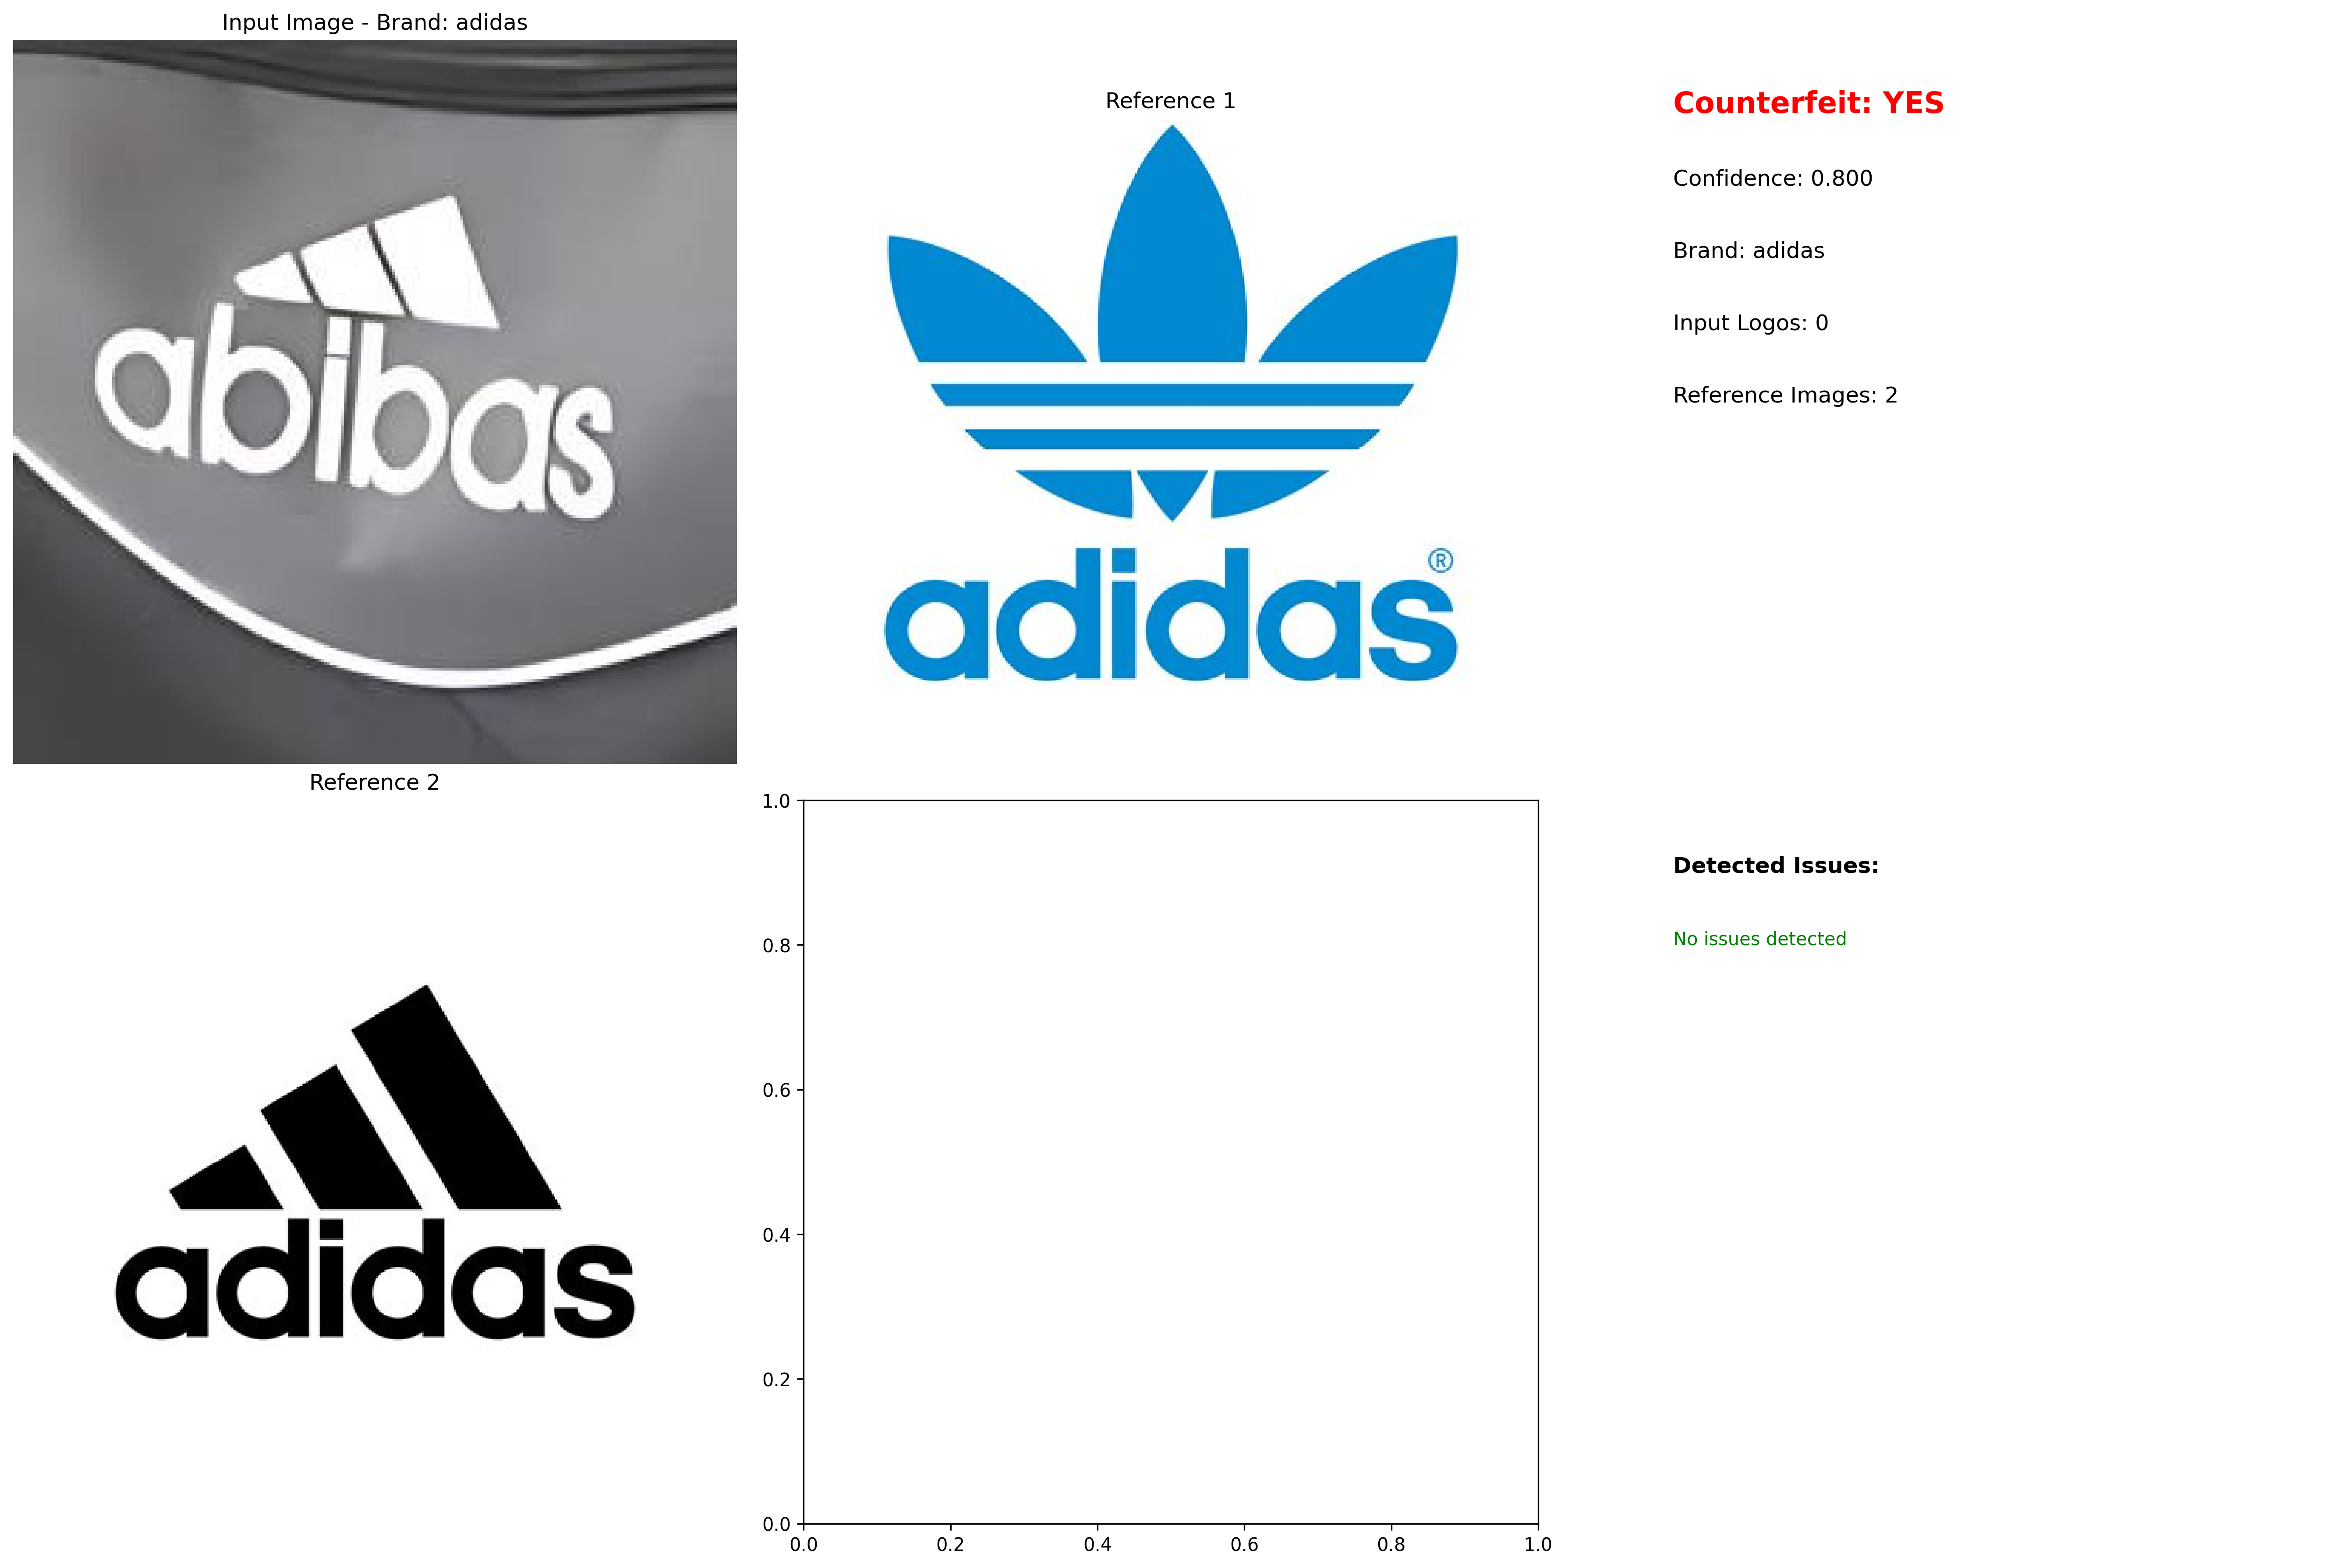 Input Image - Brand: adidas
abibas
Reference 1
adidas®
Counterfeit: YES
Confidence: 0.800
Brand: adidas
Input Logos: 0
Reference Images: 2
Reference 2
adidas
1.0
0.8
0.6
0.4
0.2
0.0
0.0 0.2 0.4 0.6 0.8 1.0
Detected Issues:
No issues detected